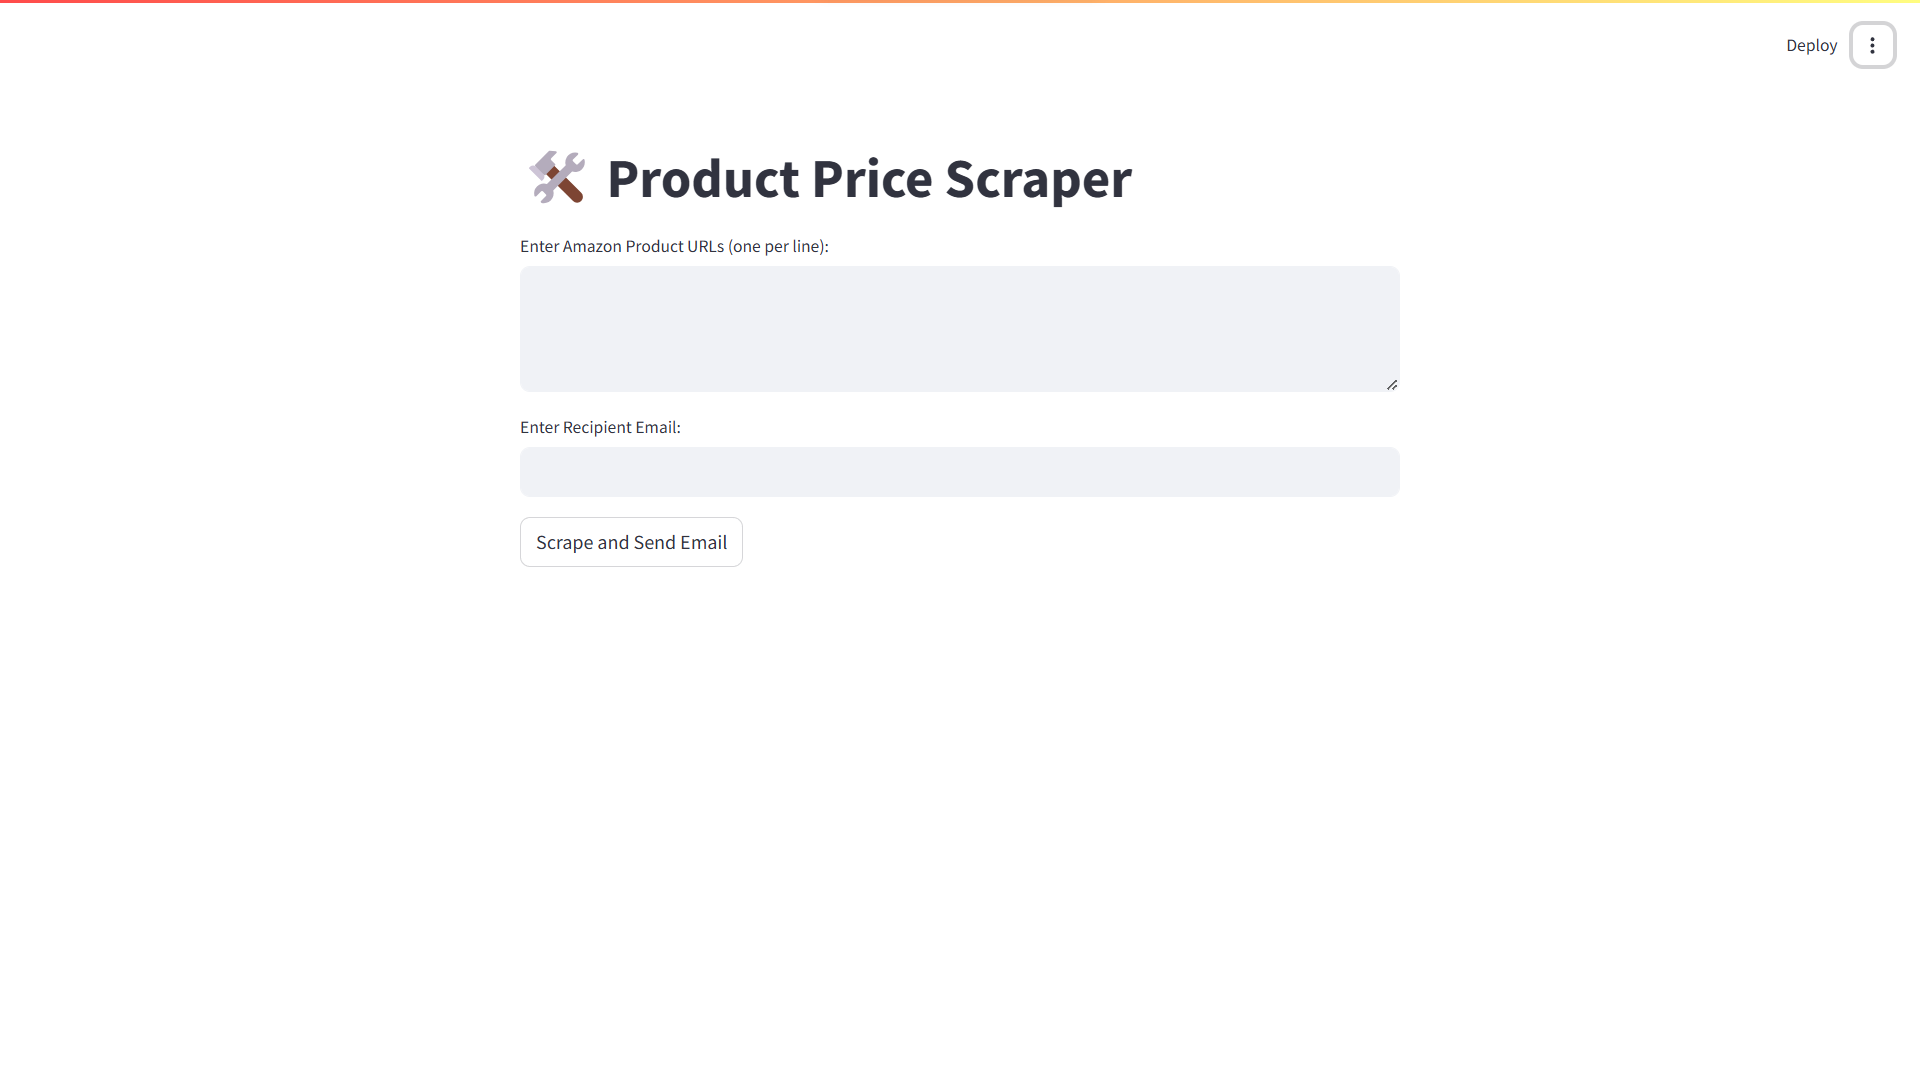 Deploy
Product Price Scraper
Enter Amazon Product URLs (one per line):
Enter Recipient Email:
Scrape and Send Email